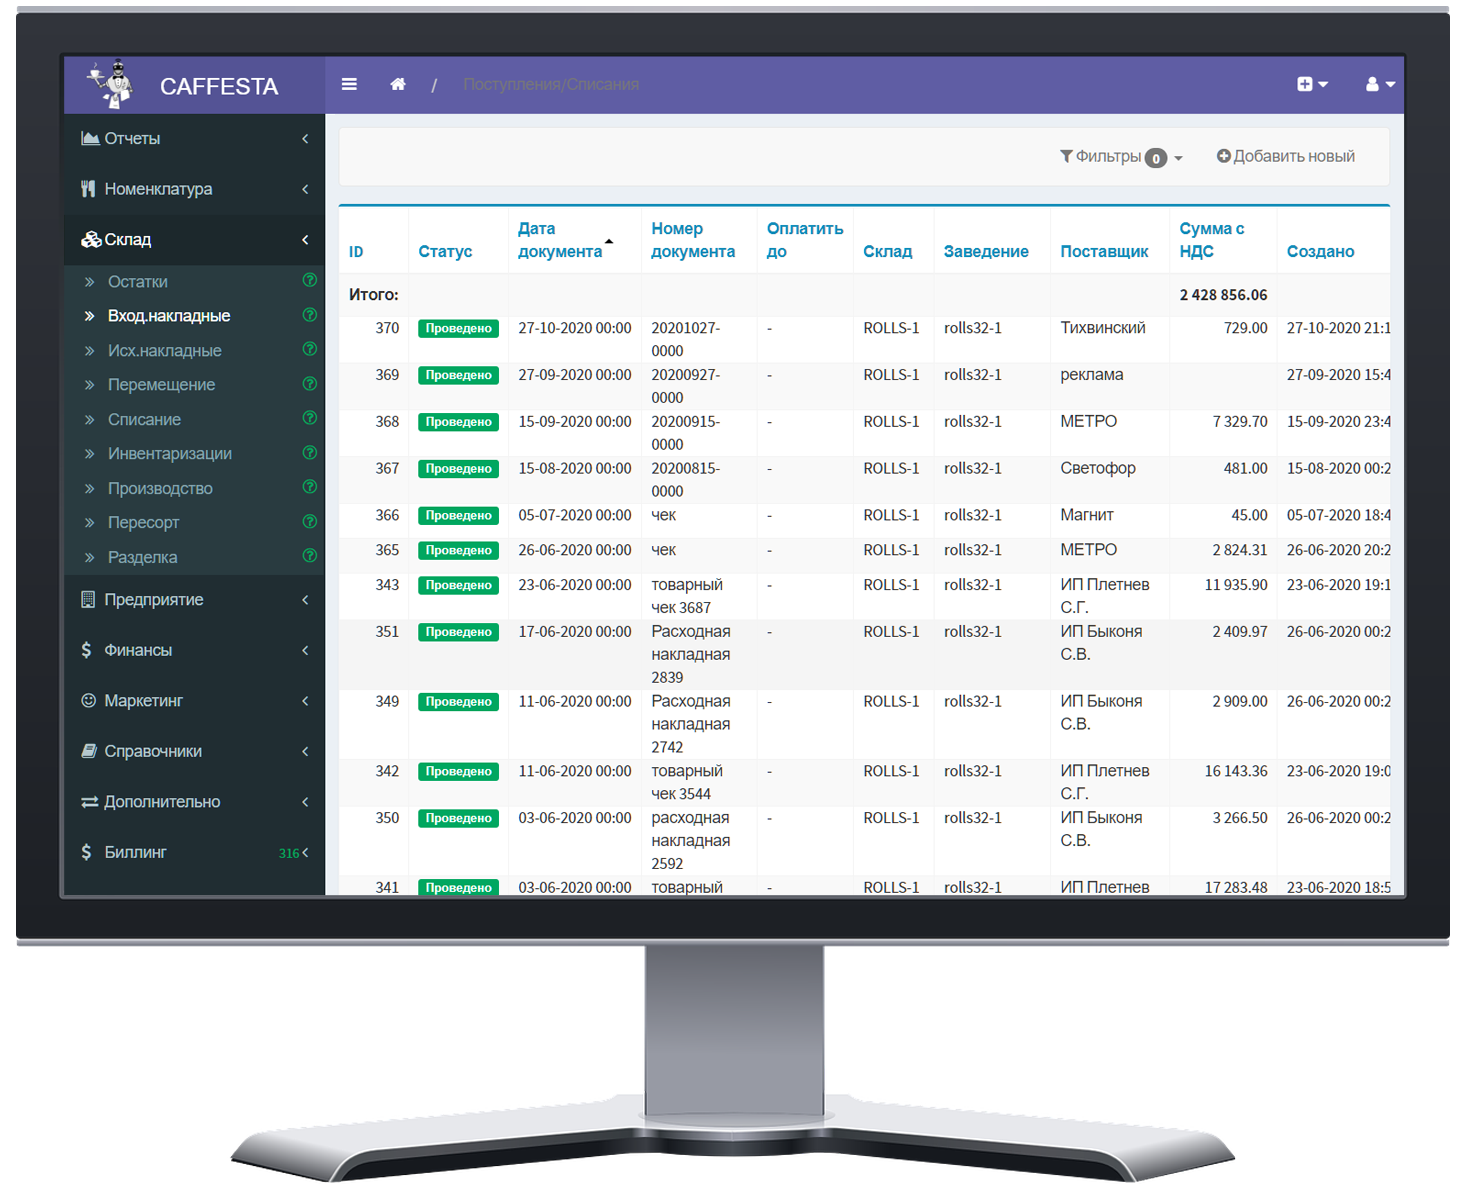 CAFFESTA
/ Поступления/Списания
Отчеты
Номенклатура
Склад
Остатки
Вход.накладные
Исх.накладные
Перемещение
Списание
Инвентаризации
Производство
Пересорт
Разделка
Предприятие
Финансы
Маркетинг
Справочники
Дополнительно
Биллинг 316
Фильтры 0 Добавить новый
ID Статус Дата документа Номер документа Оплатить до Склад Заведение Поставщик Сумма с НДС Создано
Итого: 2 428 856.06
370 Проведено 27-10-2020 00:00 20201027-0000 - ROLLS-1 rolls32-1 Тихвинский 729.00 27-10-2020 21:1
369 Проведено 27-09-2020 00:00 20200927-0000 - ROLLS-1 rolls32-1 реклама 27-09-2020 15:4
368 Проведено 15-09-2020 00:00 20200915-0000 - ROLLS-1 rolls32-1 МЕТРО 7 329.70 15-09-2020 23:4
367 Проведено 15-08-2020 00:00 20200815-0000 - ROLLS-1 rolls32-1 Светофор 481.00 15-08-2020 00:2
366 Проведено 05-07-2020 00:00 чек - ROLLS-1 rolls32-1 Магнит 45.00 05-07-2020 18:4
365 Проведено 26-06-2020 00:00 чек - ROLLS-1 rolls32-1 МЕТРО 2 824.31 26-06-2020 20:2
343 Проведено 23-06-2020 00:00 товарный чек 3687 - ROLLS-1 rolls32-1 ИП Плетнев С.Г. 11 935.90 23-06-2020 19:1
351 Проведено 17-06-2020 00:00 Расходная накладная 2839 - ROLLS-1 rolls32-1 ИП Быконя С.В. 2 409.97 26-06-2020 00:2
349 Проведено 11-06-2020 00:00 Расходная накладная 2742 - ROLLS-1 rolls32-1 ИП Быконя С.В. 2 909.00 26-06-2020 00:2
342 Проведено 11-06-2020 00:00 товарный чек 3544 - ROLLS-1 rolls32-1 ИП Плетнев С.Г. 16 143.36 23-06-2020 19:0
350 Проведено 03-06-2020 00:00 расходная накладная 2592 - ROLLS-1 rolls32-1 ИП Быконя С.В. 3 266.50 26-06-2020 00:2
341 Проведено 03-06-2020 00:00 товарный - ROLLS-1 rolls32-1 ИП Плетнев 17 283.48 23-06-2020 18:5